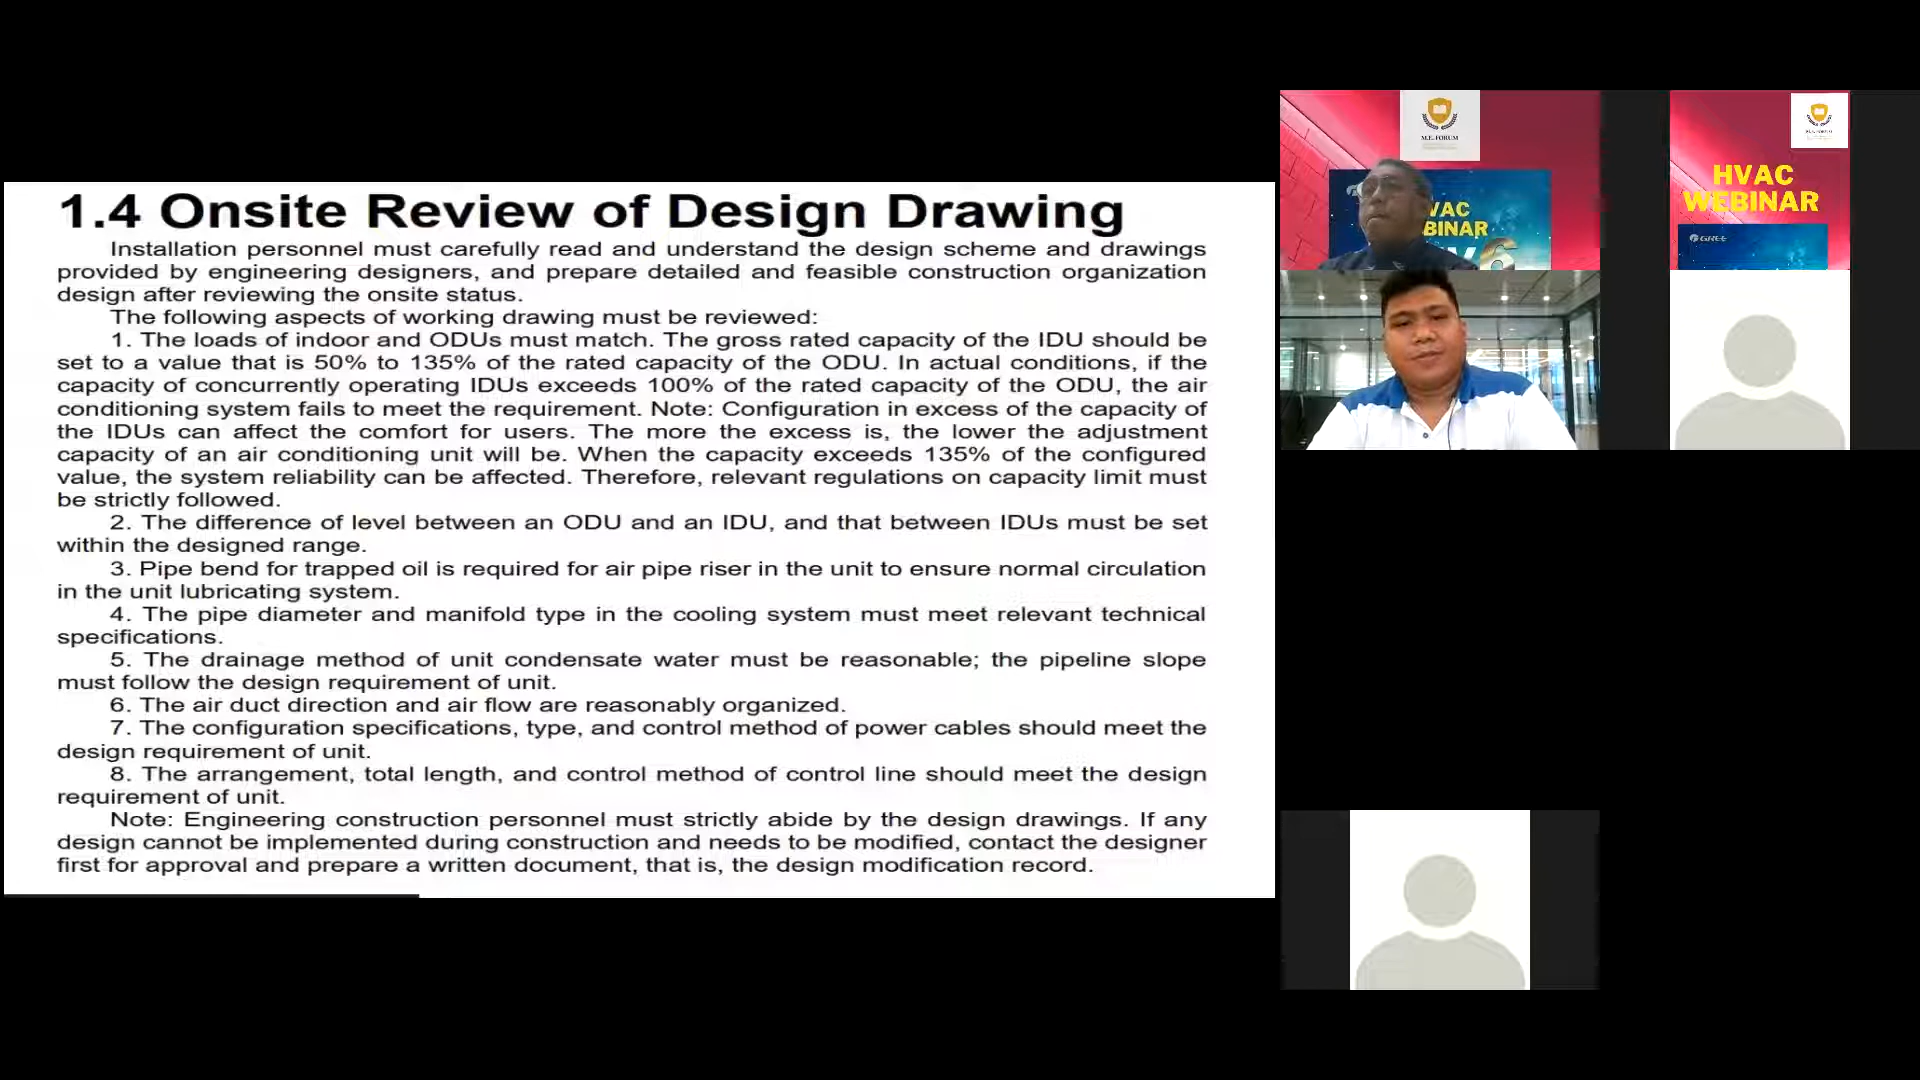 1.4 Onsite Review of Design Drawing
Installation personnel must carefully read and understand the design scheme and drawings
provided by engineering designers, and prepare detailed and feasible construction organization
design after reviewing the onsite status.
The following aspects of working drawing must be reviewed:
1. The loads of indoor and ODUs must match. The gross rated capacity of the IDU should be
set to a value that is 50% to 135% of the rated capacity of the ODU. In actual conditions, if the
capacity of concurrently operating IDUs exceeds 100% of the rated capacity of the ODU, the air
conditioning system fails to meet the requirement. Note: Configuration in excess of the capacity of
the IDUs can affect the comfort for users. The more the excess is, the lower the adjustment
capacity of an air conditioning unit will be. When the capacity exceeds 135% of the configured
value, the system reliability can be affected. Therefore, relevant regulations on capacity limit must
be strictly followed.
2. The difference of level between an ODU and an IDU, and that between IDUs must be set
within the designed range.
3. Pipe bend for trapped oil is required for air pipe riser in the unit to ensure normal circulation
in the unit lubricating system.
4. The pipe diameter and manifold type in the cooling system must meet relevant technical
specifications.
5. The drainage method of unit condensate water must be reasonable; the pipeline slope
must follow the design requirement of unit.
6. The air duct direction and air flow are reasonably organized.
7. The configuration specifications, type, and control method of power cables should meet the
design requirement of unit.
8. The arrangement, total length, and control method of control line should meet the design
requirement of unit.
Note: Engineering construction personnel must strictly abide by the design drawings. If any
design cannot be implemented during construction and needs to be modified, contact the designer
first for approval and prepare a written document, that is, the design modification record.
M.E. FORUM
VAC
BINAR
6
HVAC
WEBINAR
GREE